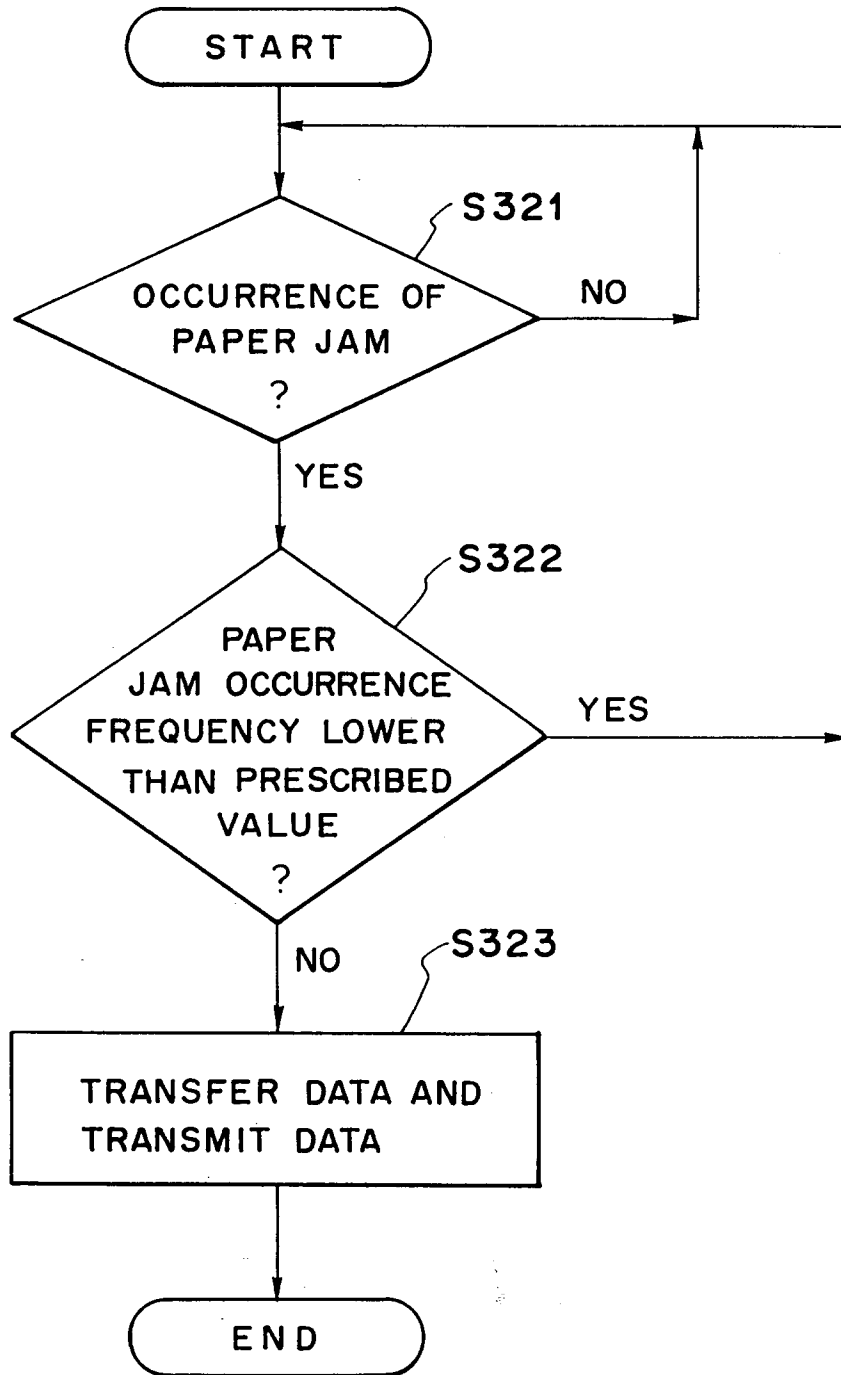 START
S321
OCCURRENCE OF
PAPER JAM
?
NO
YES
S322
PAPER
JAM OCCURRENCE
FREQUENCY LOWER
THAN PRESCRIBED
VALUE
?
YES
NO
S323
TRANSFER DATA AND
TRANSMIT DATA
END